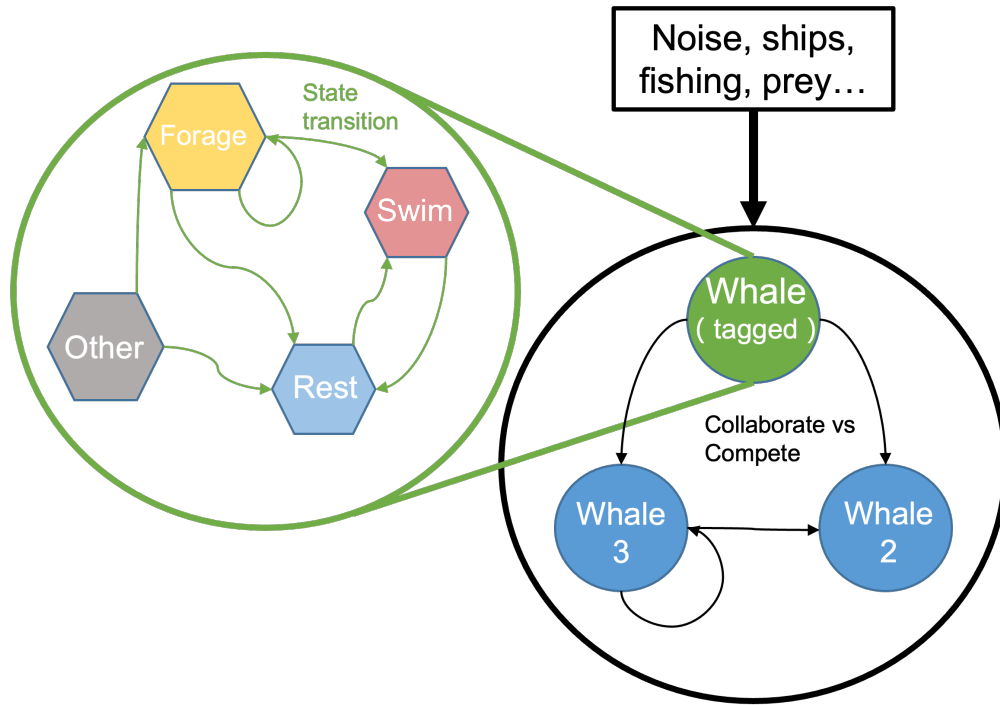 Noise, ships,
fishing, prey…
State
transition
Forage
Swim
Other
Rest
Whale
( tagged )
Collaborate vs
Compete
Whale
3
Whale
2